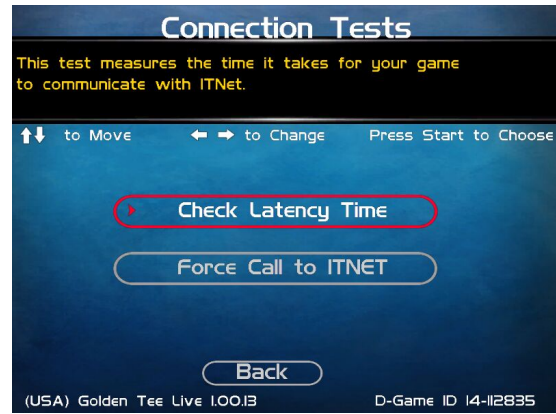 Connection Tests
This test measures the time it takes for your game
to communicate with ITNet.
to Move to Change Press Start to Choose
Check Latency Time
Force Call to ITNET
Back
(USA) Golden Tee Live 1.00.13 D-Game ID 14-112835